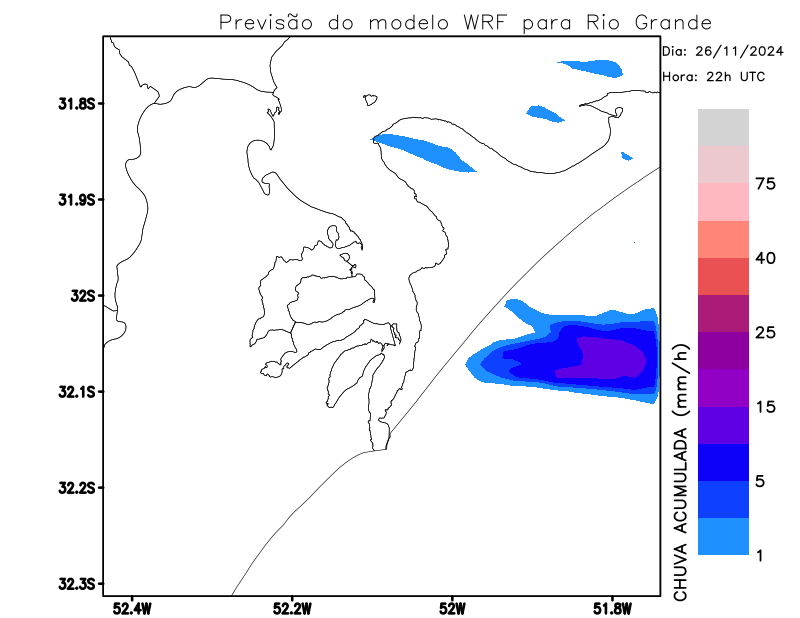 Previsão do modelo WRF para Rio Grande
Dia: 26/11/2024
Hora: 22h UTC
31.8S
31.9S
32S
32.1S
32.2S
32.3S
52.4W
52.2W
52W
51.8W
75
40
25
15
5
1
CHUVA ACUMULADA (mm/h)